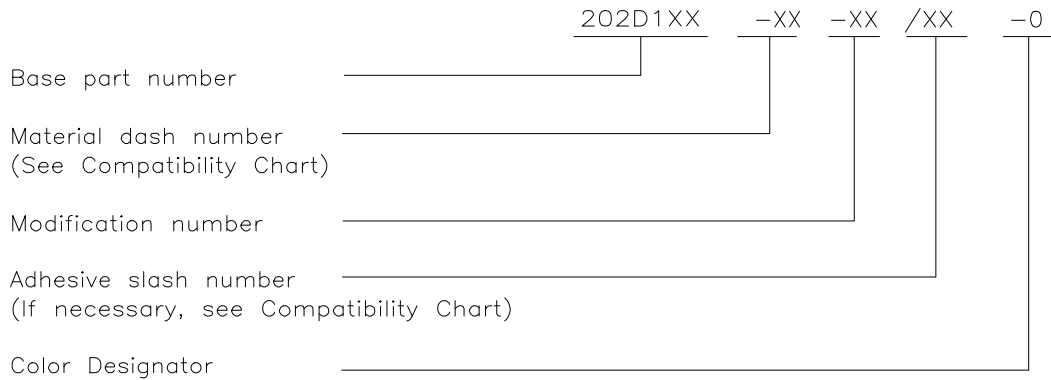 202D1XX -XX -XX /XX -0
Base part number
Material dash number
(See Compatibility Chart)
Modification number
Adhesive slash number
(If necessary, see Compatibility Chart)
Color Designator